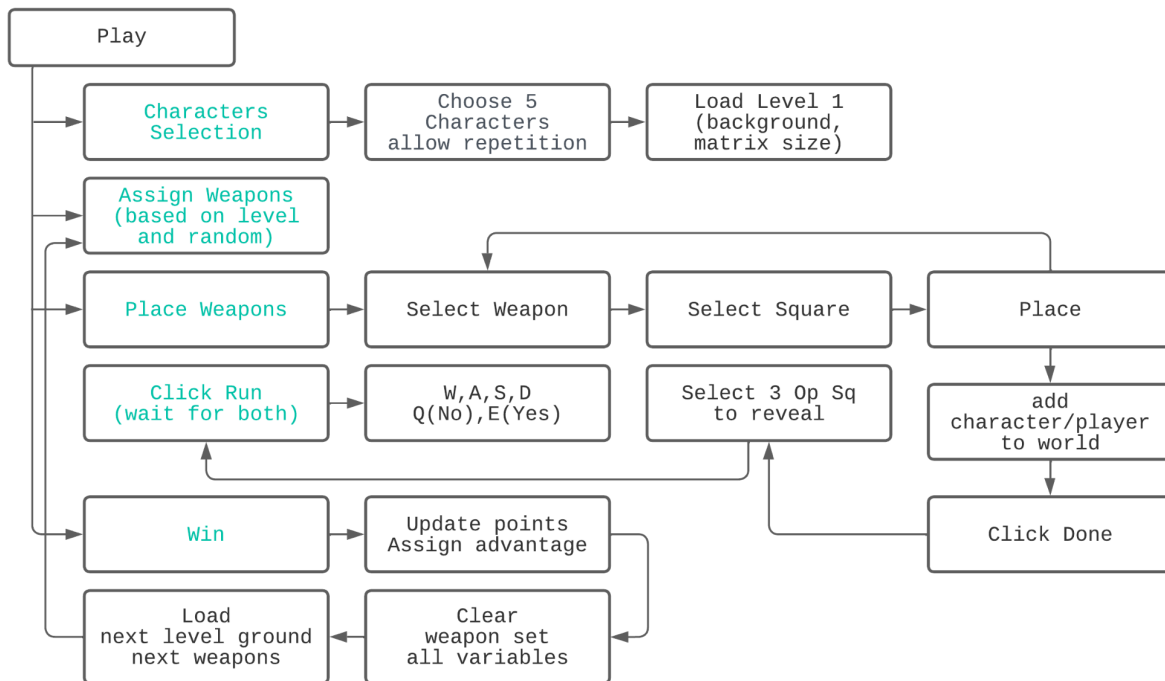 Play
Characters
Selection
Choose 5
Characters
allow repetition
Load Level 1
(background,
matrix size)
Assign Weapons
(based on level
and random)
Place Weapons
Select Weapon
Select Square
Place
Click Run
(wait for both)
W,A,S,D
Q(No),E(Yes)
Select 3 Op Sq
to reveal
add
character/player
to world
Win
Update points
Assign advantage
Click Done
Load
next level ground
next weapons
Clear
weapon set
all variables